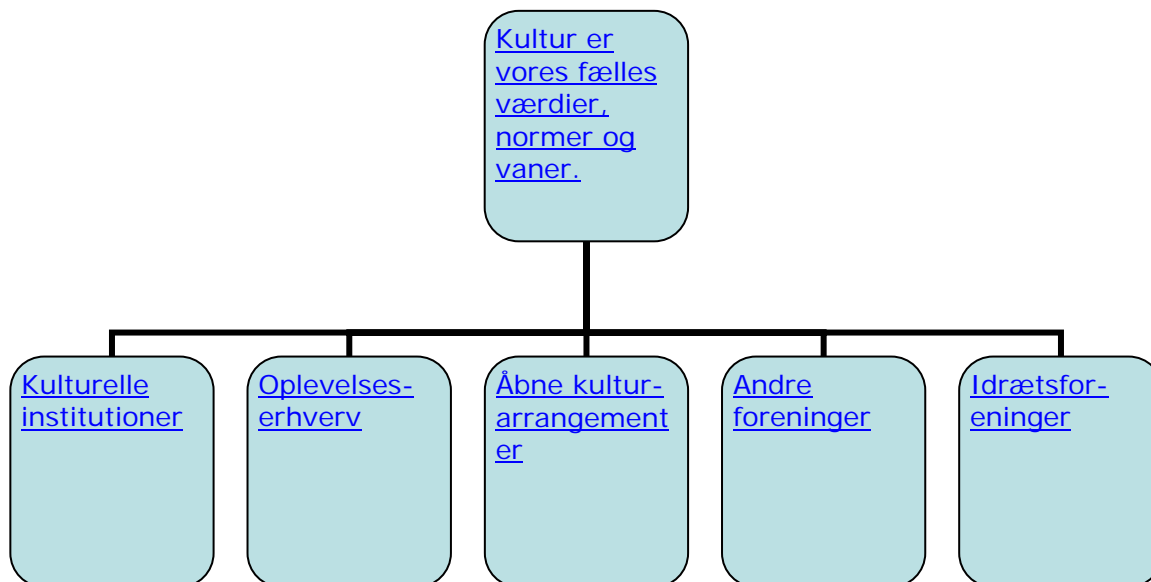 Kultur er
vores fælles
værdier,
normer og
vaner.
Kulturelle
institutioner
Oplevelses-
erhverv
Åbne kultur-
arrangement
er
Andre
foreninger
Idrætsfor-
eninger